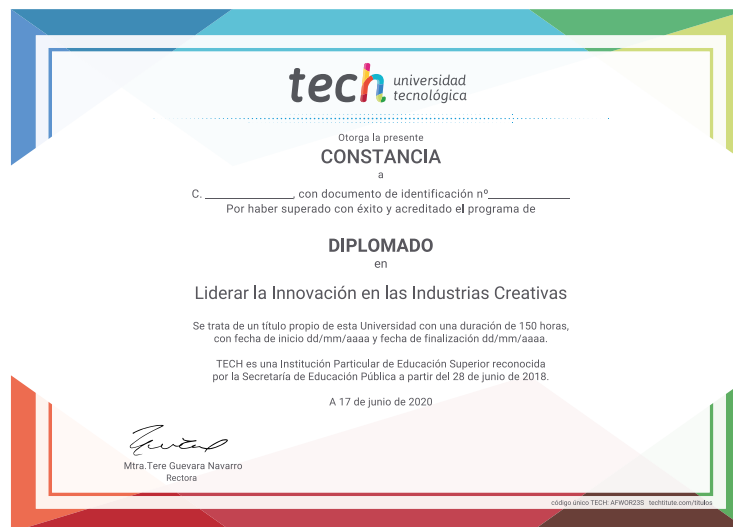 tech universidad
tecnológica
Otorga la presente
CONSTANCIA
a
C. ______________, con documento de identificación nº_____________
Por haber superado con éxito y acreditado el programa de
DIPLOMADO
en
Liderar la Innovación en las Industrias Creativas
Se trata de un título propio de esta Universidad con una duración de 150 horas,
con fecha de inicio dd/mm/aaaa y fecha de finalización dd/mm/aaaa.
TECH es una Institución Particular de Educación Superior reconocida
por la Secretaría de Educación Pública a partir del 28 de junio de 2018.
A 17 de junio de 2020
Mtra.Tere Guevara Navarro
Rectora
código único TECH: AFWOR23S techtitute.com/titulos